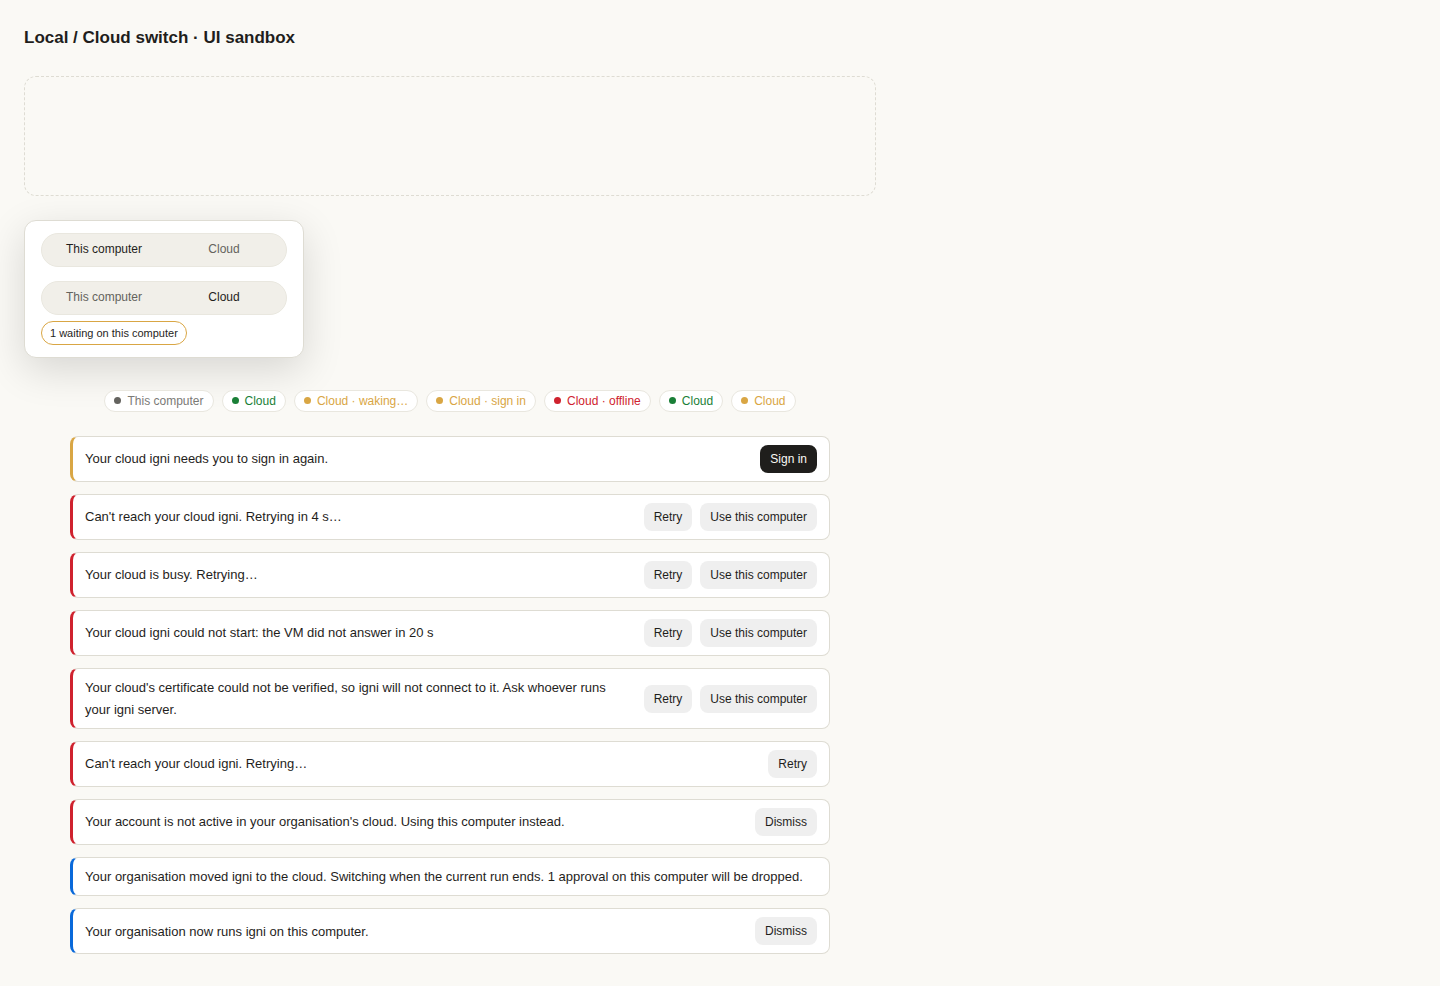 Local / Cloud switch · UI sandbox
This computer Cloud
This computer Cloud
1 waiting on this computer
This computer Cloud Cloud · waking… Cloud · sign in Cloud · offline Cloud Cloud
Your cloud igni needs you to sign in again. Sign in
Can't reach your cloud igni. Retrying in 4 s… Retry Use this computer
Your cloud is busy. Retrying… Retry Use this computer
Your cloud igni could not start: the VM did not answer in 20 s Retry Use this computer
Your cloud's certificate could not be verified, so igni will not connect to it. Ask whoever runs
your igni server. Retry Use this computer
Can't reach your cloud igni. Retrying… Retry
Your account is not active in your organisation's cloud. Using this computer instead. Dismiss
Your organisation moved igni to the cloud. Switching when the current run ends. 1 approval on this computer will be dropped.
Your organisation now runs igni on this computer. Dismiss